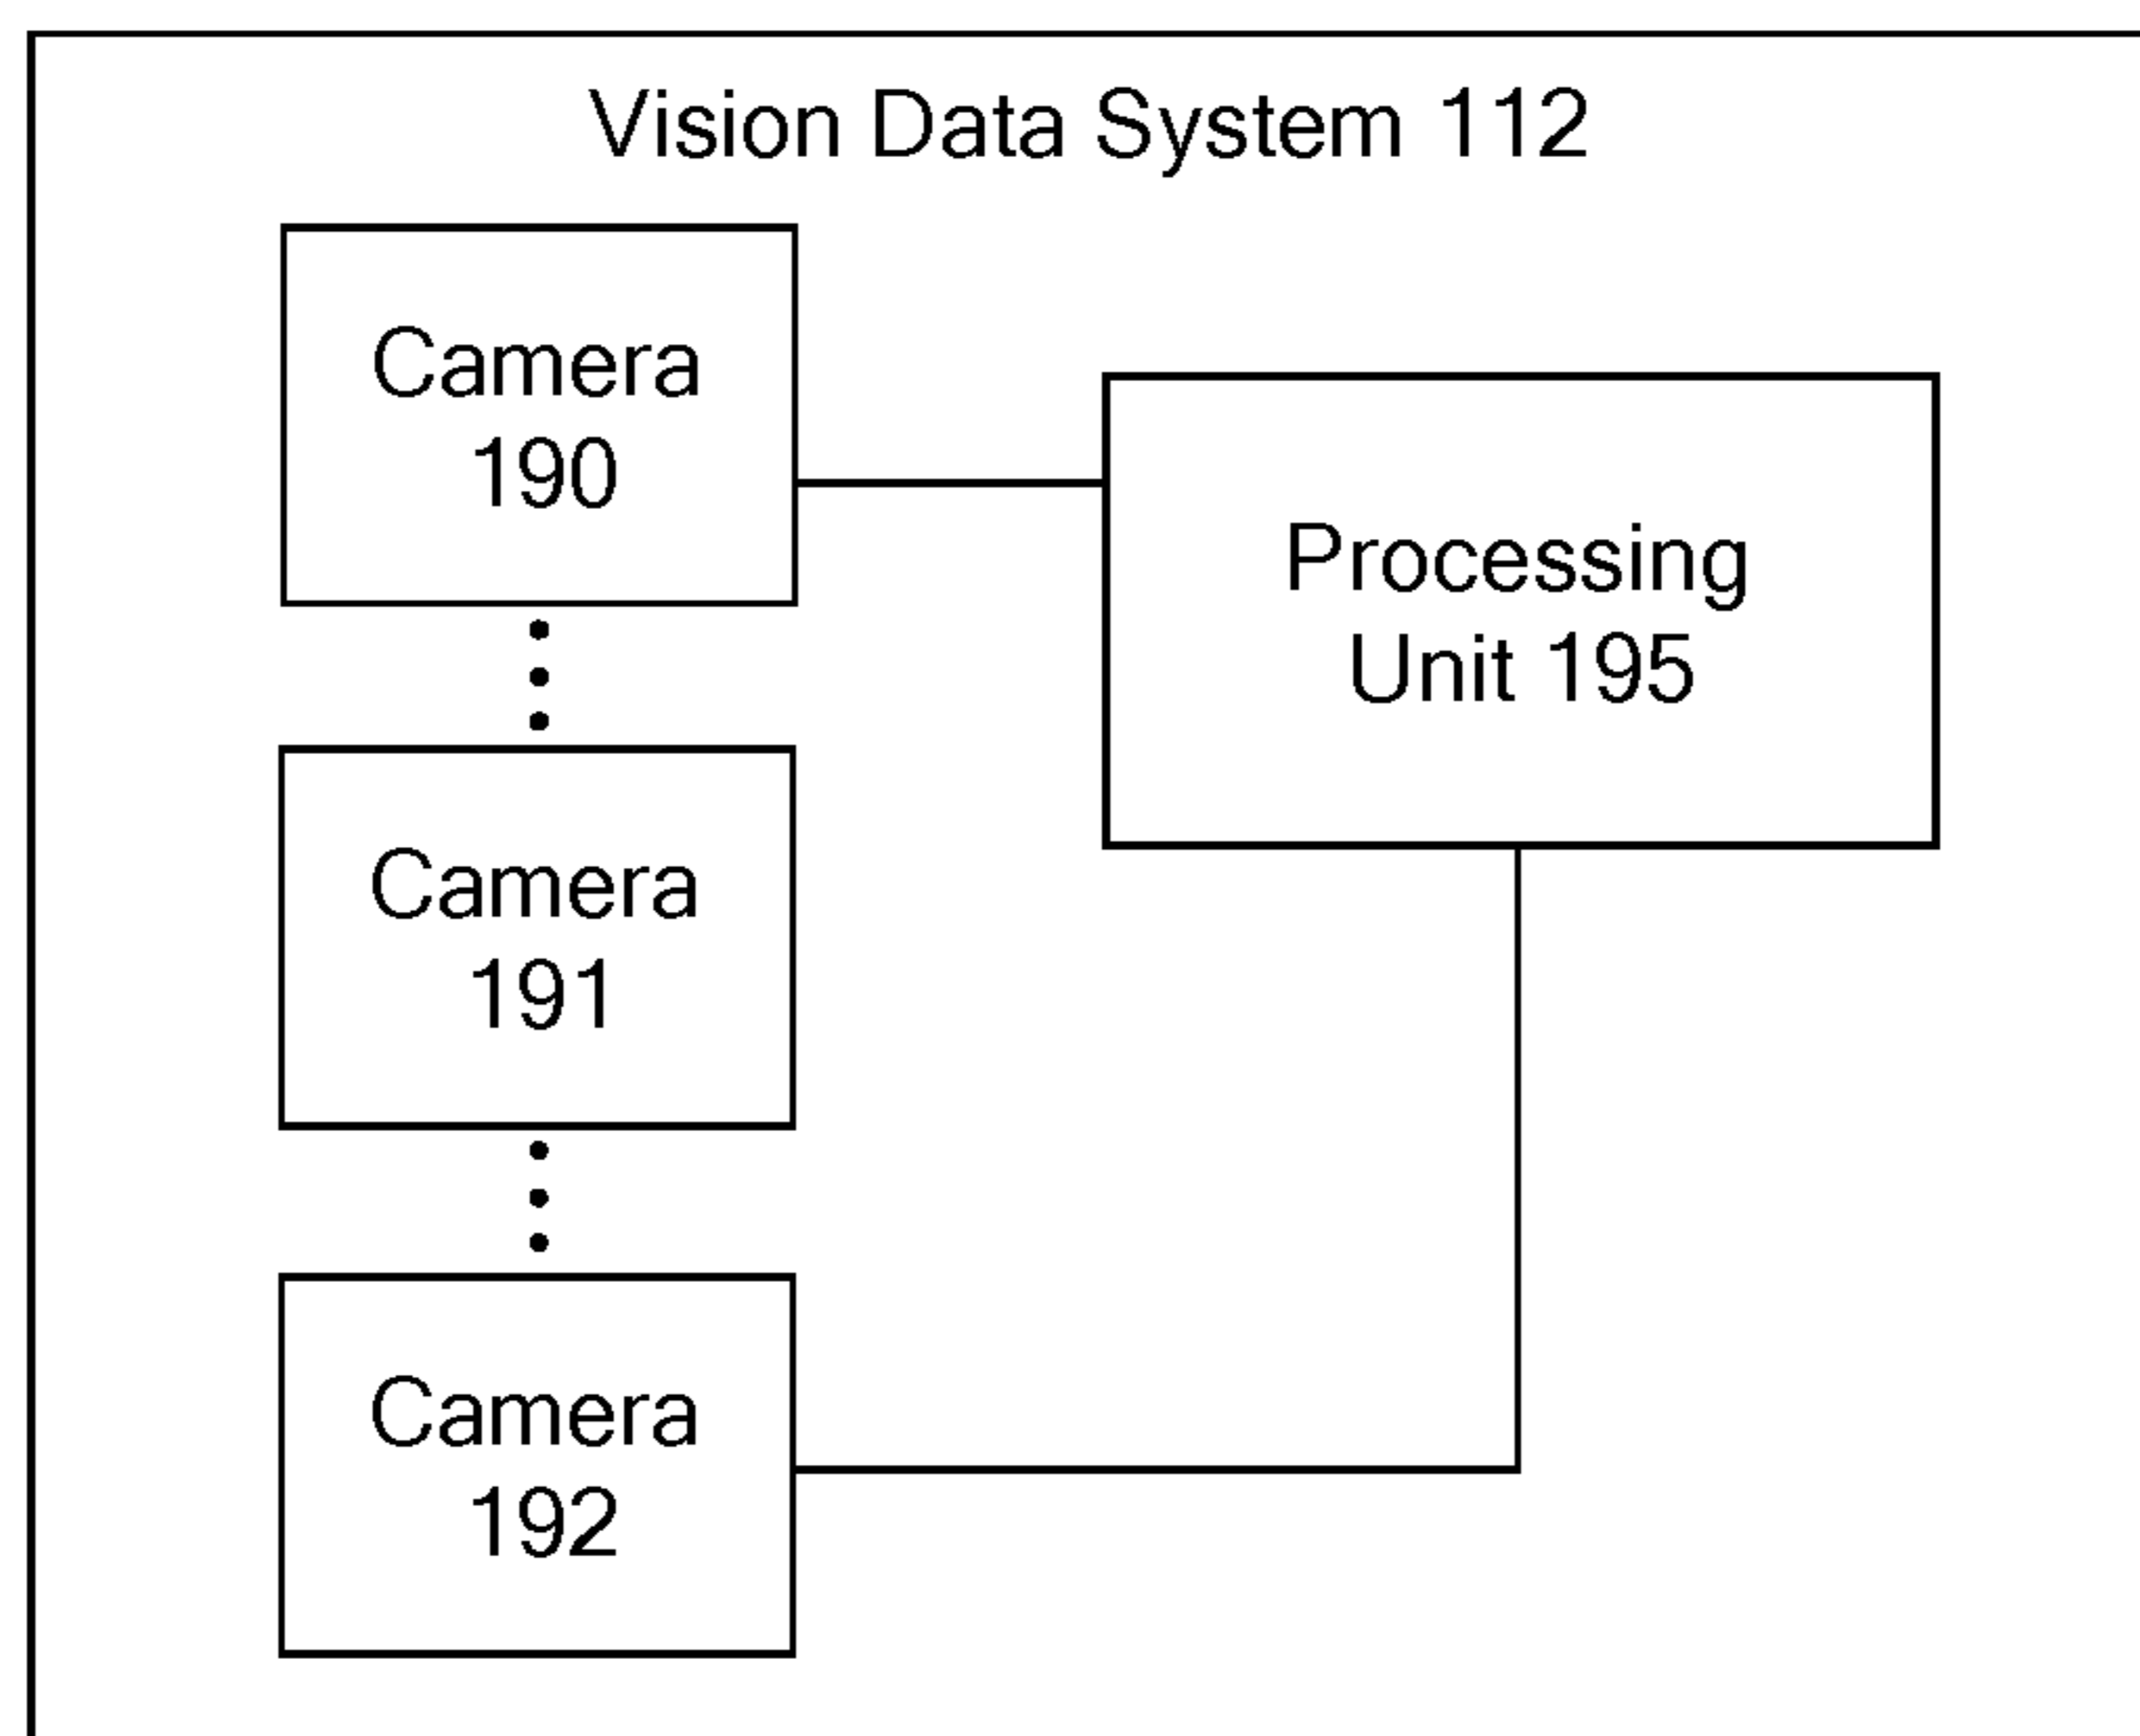 Vision Data System 112
Camera
190
Processing
Unit 195
Camera
191
Camera
192